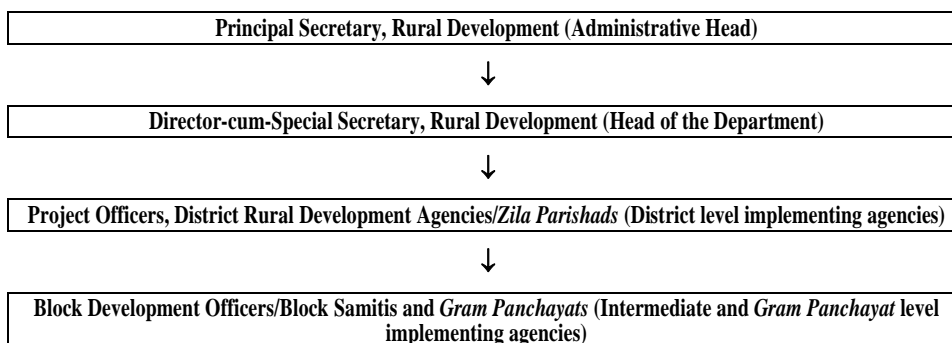 Principal Secretary, Rural Development (Administrative Head)
↓
Director-cum-Special Secretary, Rural Development (Head of the Department)
↓
Project Officers, District Rural Development Agencies/Zila Parishads (District level implementing agencies)
↓
Block Development Officers/Block Samitis and Gram Panchayats (Intermediate and Gram Panchayat level
implementing agencies)